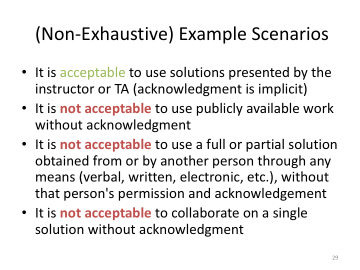 (Non-Exhaustive) Example Scenarios
• It is acceptable to use solutions presented by the
instructor or TA (acknowledgment is implicit)
• It is not acceptable to use publicly available work
without acknowledgment
• It is not acceptable to use a full or partial solution
obtained from or by another person through any
means (verbal, written, electronic, etc.), without
that person's permission and acknowledgement
• It is not acceptable to collaborate on a single
solution without acknowledgment
29